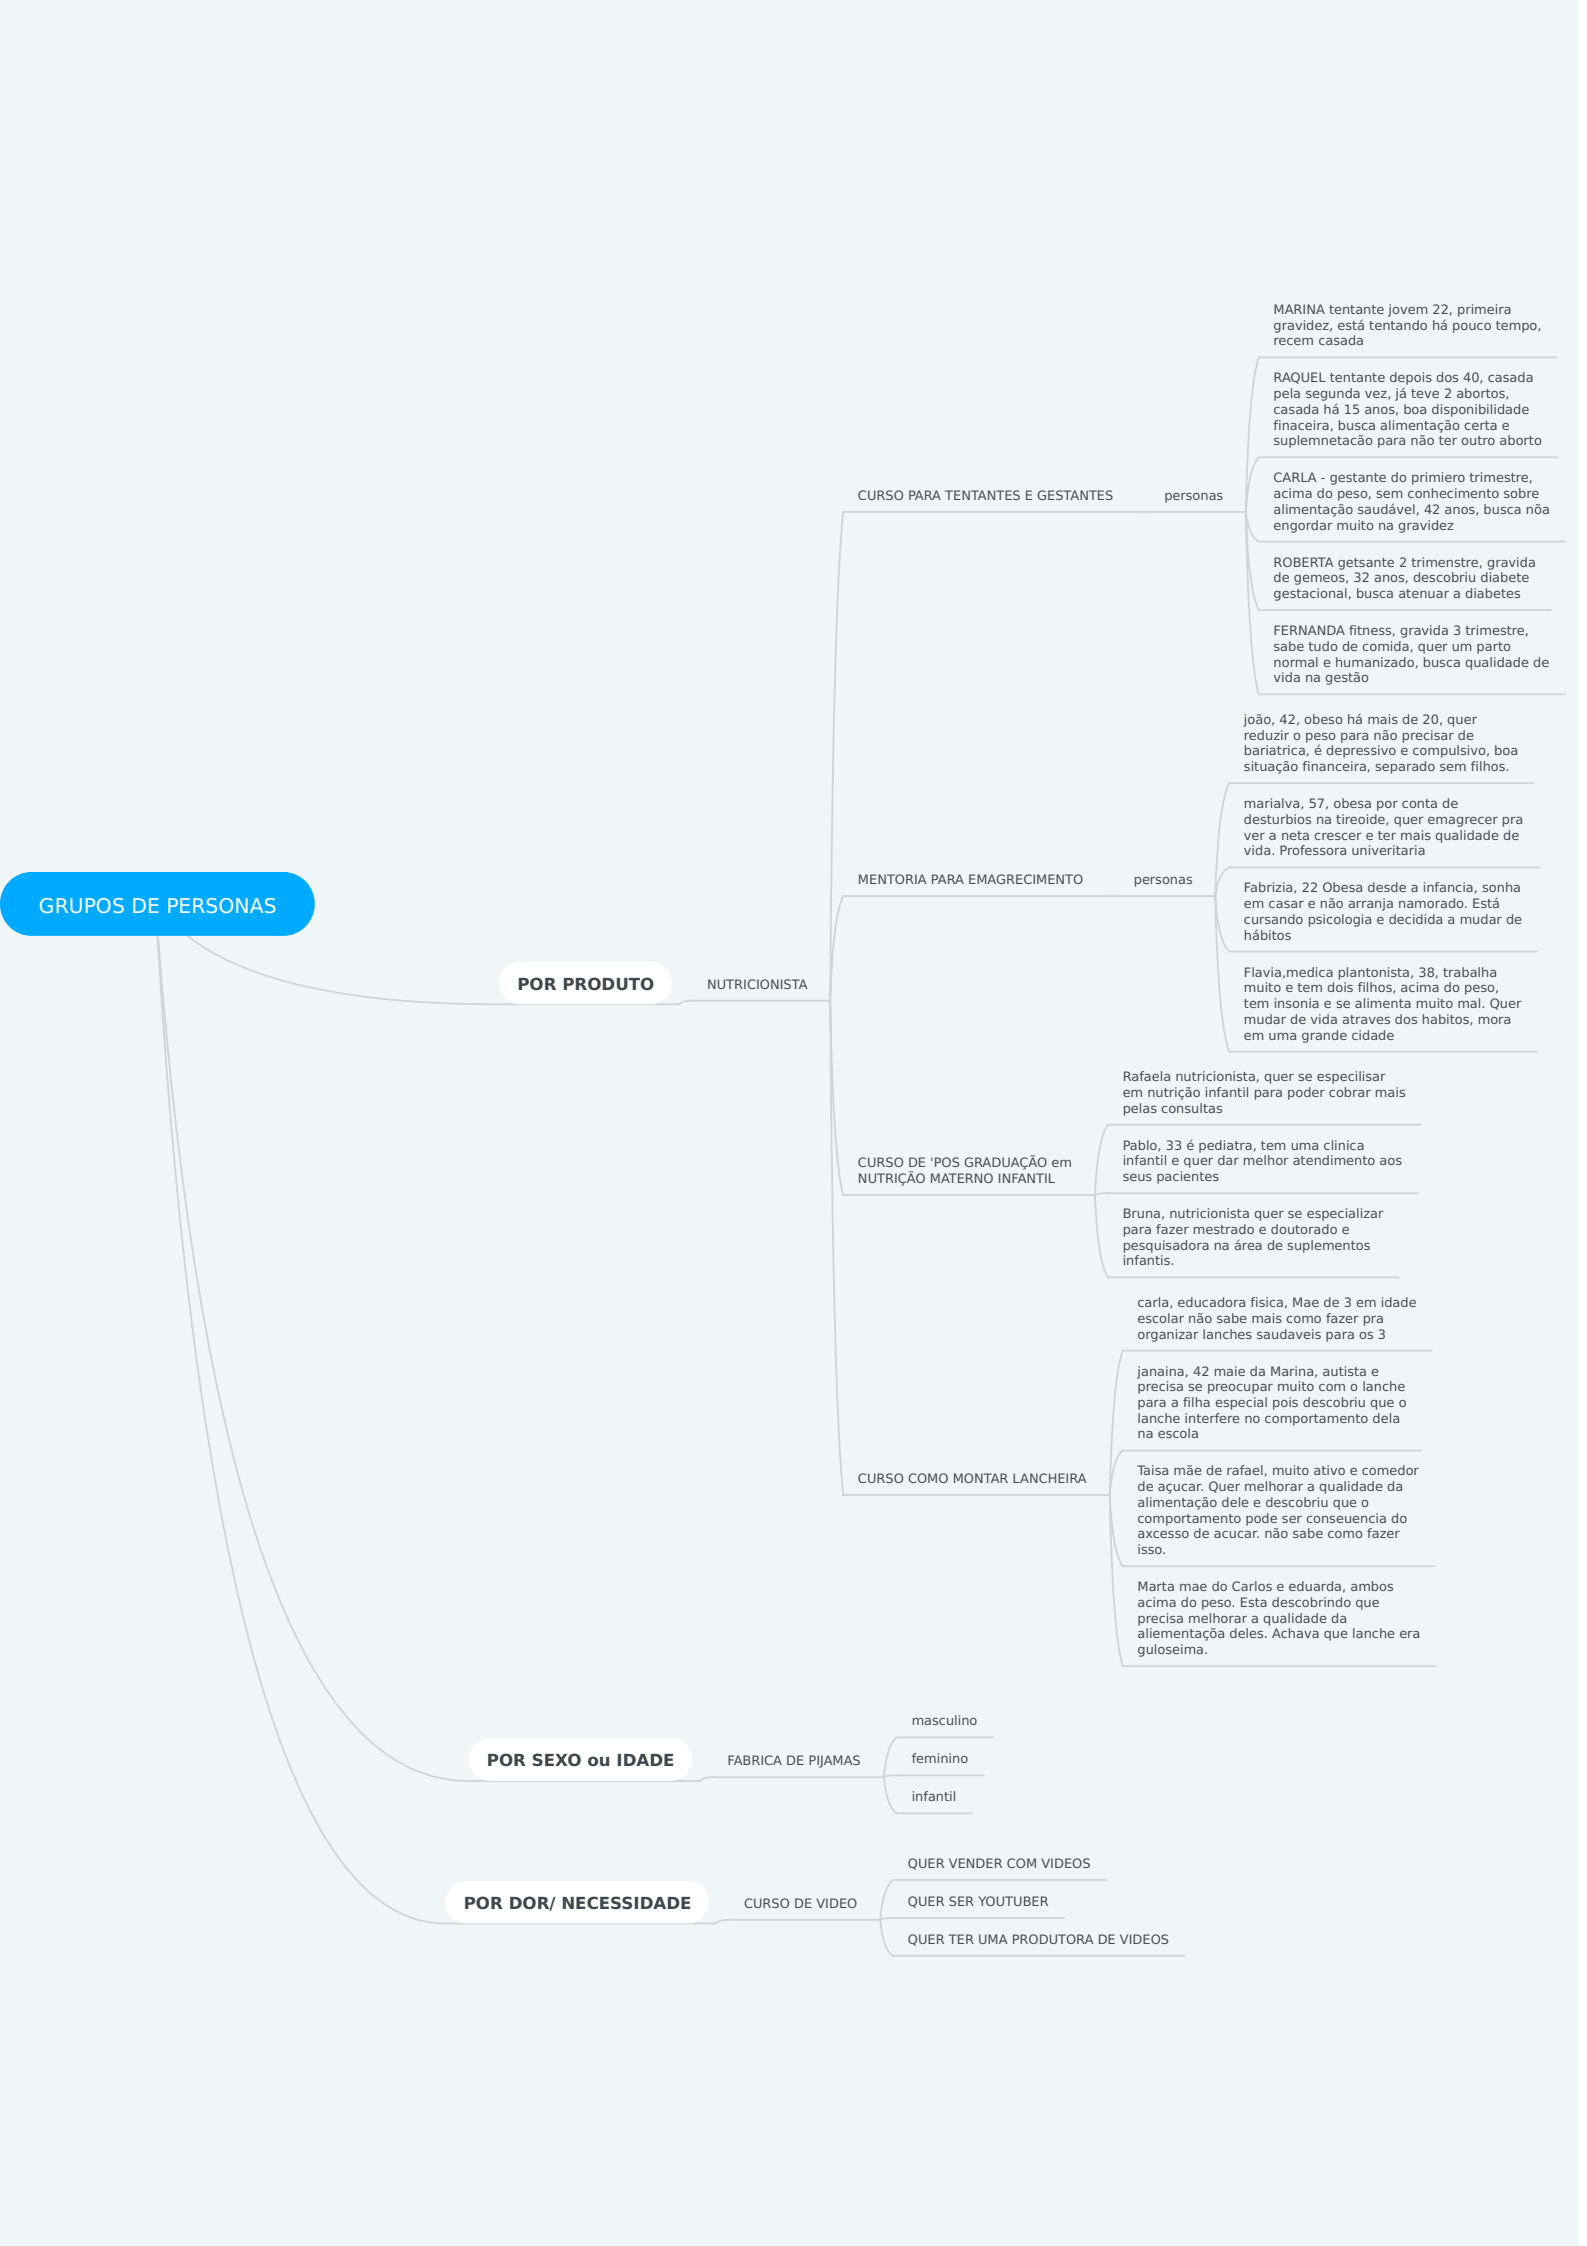 GRUPOS DE PERSONAS
POR PRODUTO
NUTRICIONISTA
CURSO PARA TENTANTES E GESTANTES
personas
MARINA tentante jovem 22, primeira
gravidez, está tentando há pouco tempo,
recem casada
RAQUEL tentante depois dos 40, casada
pela segunda vez, já teve 2 abortos,
casada há 15 anos, boa disponibilidade
finaceira, busca alimentação certa e
suplemnetacão para não ter outro aborto
CARLA - gestante do primiero trimestre,
acima do peso, sem conhecimento sobre
alimentação saudável, 42 anos, busca nõa
engordar muito na gravidez
ROBERTA getsante 2 trimenstre, gravida
de gemeos, 32 anos, descobriu diabete
gestacional, busca atenuar a diabetes
FERNANDA fitness, gravida 3 trimestre,
sabe tudo de comida, quer um parto
normal e humanizado, busca qualidade de
vida na gestão
MENTORIA PARA EMAGRECIMENTO
personas
joão, 42, obeso há mais de 20, quer
reduzir o peso para não precisar de
bariatrica, é depressivo e compulsivo, boa
situação financeira, separado sem filhos.
marialva, 57, obesa por conta de
desturbios na tireoide, quer emagrecer pra
ver a neta crescer e ter mais qualidade de
vida. Professora univeritaria
Fabrizia, 22 Obesa desde a infancia, sonha
em casar e não arranja namorado. Está
cursando psicologia e decidida a mudar de
hábitos
Flavia,medica plantonista, 38, trabalha
muito e tem dois filhos, acima do peso,
tem insonia e se alimenta muito mal. Quer
mudar de vida atraves dos habitos, mora
em uma grande cidade
CURSO DE 'POS GRADUAÇÃO em
NUTRIÇÃO MATERNO INFANTIL
Rafaela nutricionista, quer se especilisar
em nutrição infantil para poder cobrar mais
pelas consultas
Pablo, 33 é pediatra, tem uma clinica
infantil e quer dar melhor atendimento aos
seus pacientes
Bruna, nutricionista quer se especializar
para fazer mestrado e doutorado e
pesquisadora na área de suplementos
infantis.
CURSO COMO MONTAR LANCHEIRA
carla, educadora fisica, Mae de 3 em idade
escolar não sabe mais como fazer pra
organizar lanches saudaveis para os 3
janaina, 42 maie da Marina, autista e
precisa se preocupar muito com o lanche
para a filha especial pois descobriu que o
lanche interfere no comportamento dela
na escola
Taisa mãe de rafael, muito ativo e comedor
de açucar. Quer melhorar a qualidade da
alimentação dele e descobriu que o
comportamento pode ser conseuencia do
axcesso de acucar. não sabe como fazer
isso.
Marta mae do Carlos e eduarda, ambos
acima do peso. Esta descobrindo que
precisa melhorar a qualidade da
aliementaçõa deles. Achava que lanche era
guloseima.
POR SEXO ou IDADE
FABRICA DE PIJAMAS
masculino
feminino
infantil
POR DOR/ NECESSIDADE
CURSO DE VIDEO
QUER VENDER COM VIDEOS
QUER SER YOUTUBER
QUER TER UMA PRODUTORA DE VIDEOS